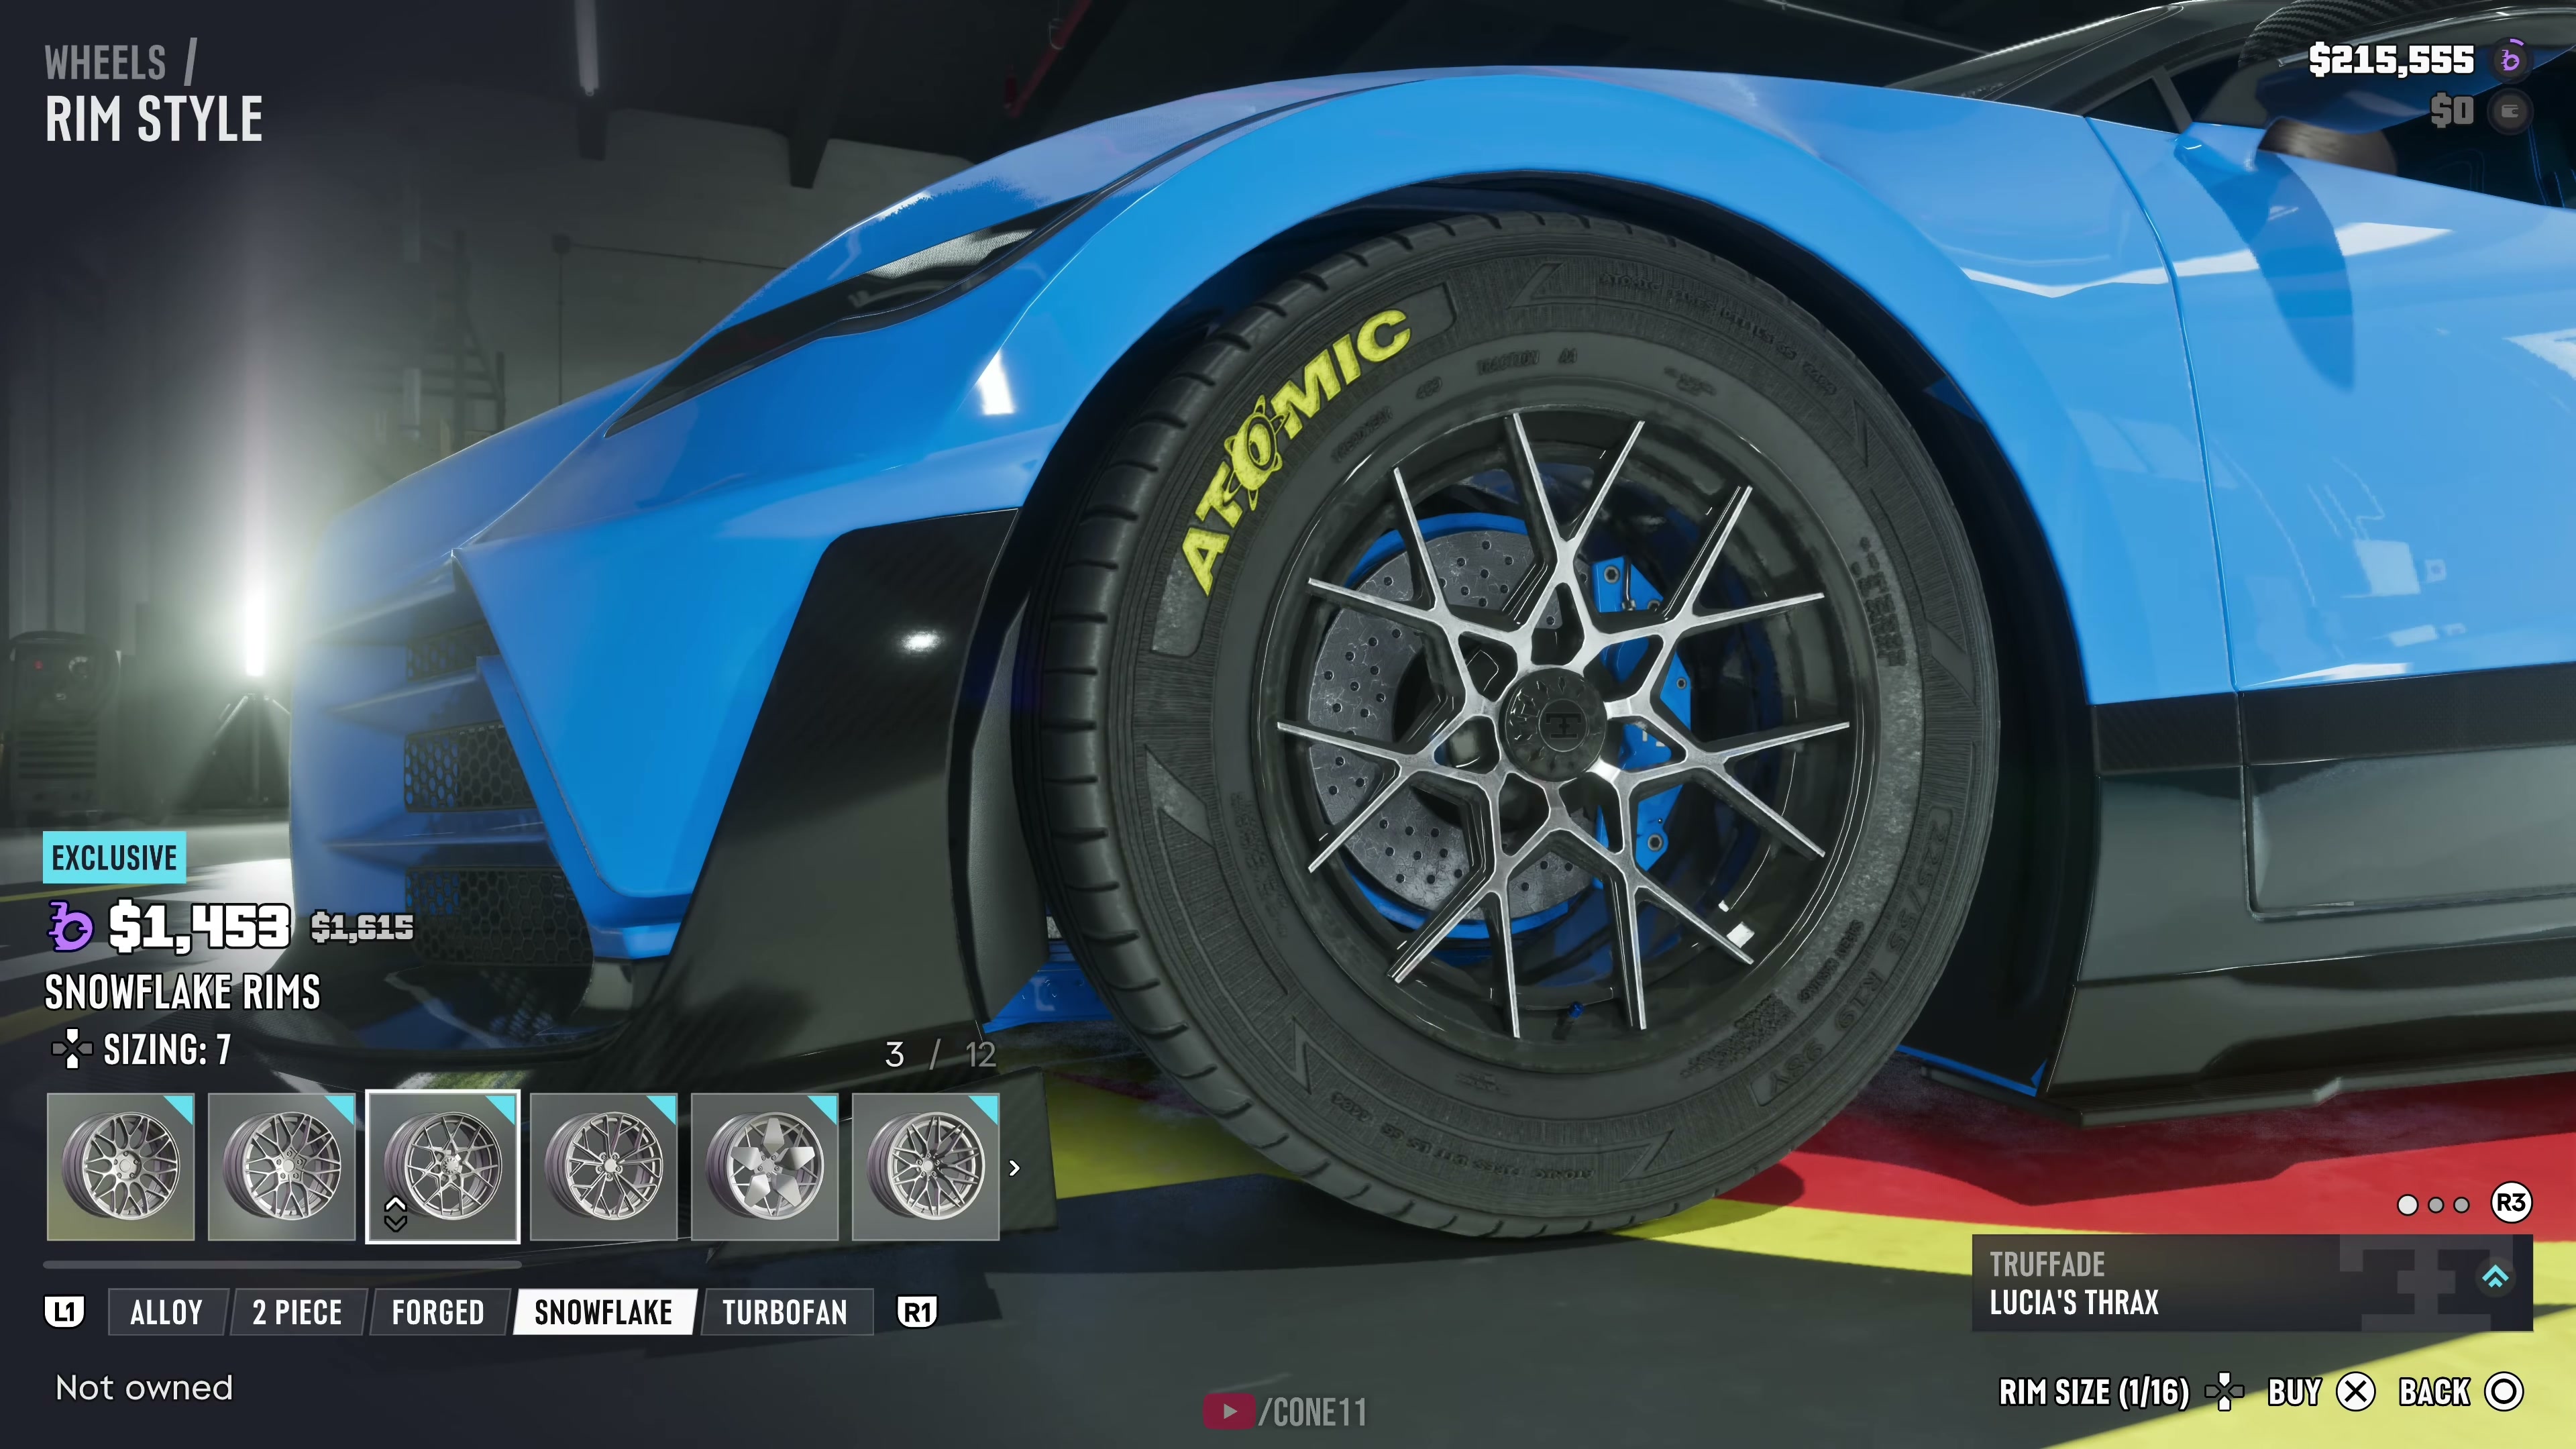 WHEELS /
RIM STYLE
$215,555
$0
ATOMIC
TRACTION AA
EXCLUSIVE
$1,453 $1,615
SNOWFLAKE RIMS
SIZING: 7
3 / 12
R3
TRUFFADE
LUCIA'S THRAX
L1 ALLOY 2 PIECE FORGED SNOWFLAKE TURBOFAN R1
Not owned
/CONE11
RIM SIZE (1/16) BUY BACK